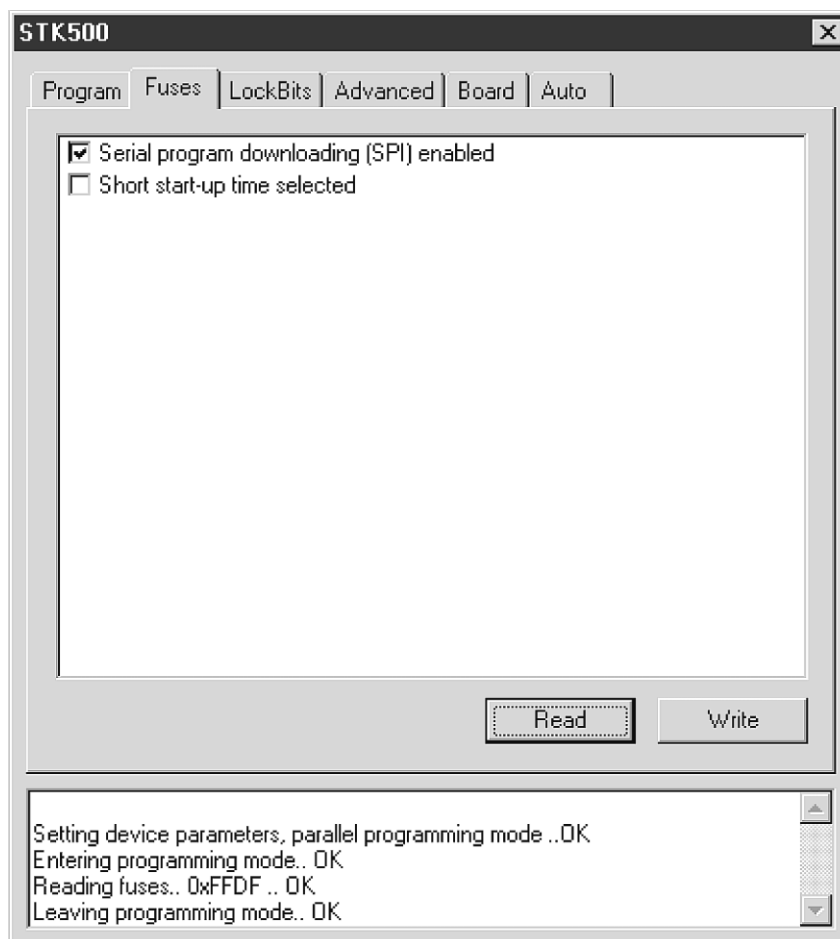 STK500
Program Fuses LockBits Advanced Board Auto
Serial program downloading (SPI) enabled
Short start-up time selected
Read Write
Setting device parameters, parallel programming mode ..OK
Entering programming mode.. OK
Reading fuses.. 0xFFDF .. OK
Leaving programming mode.. OK